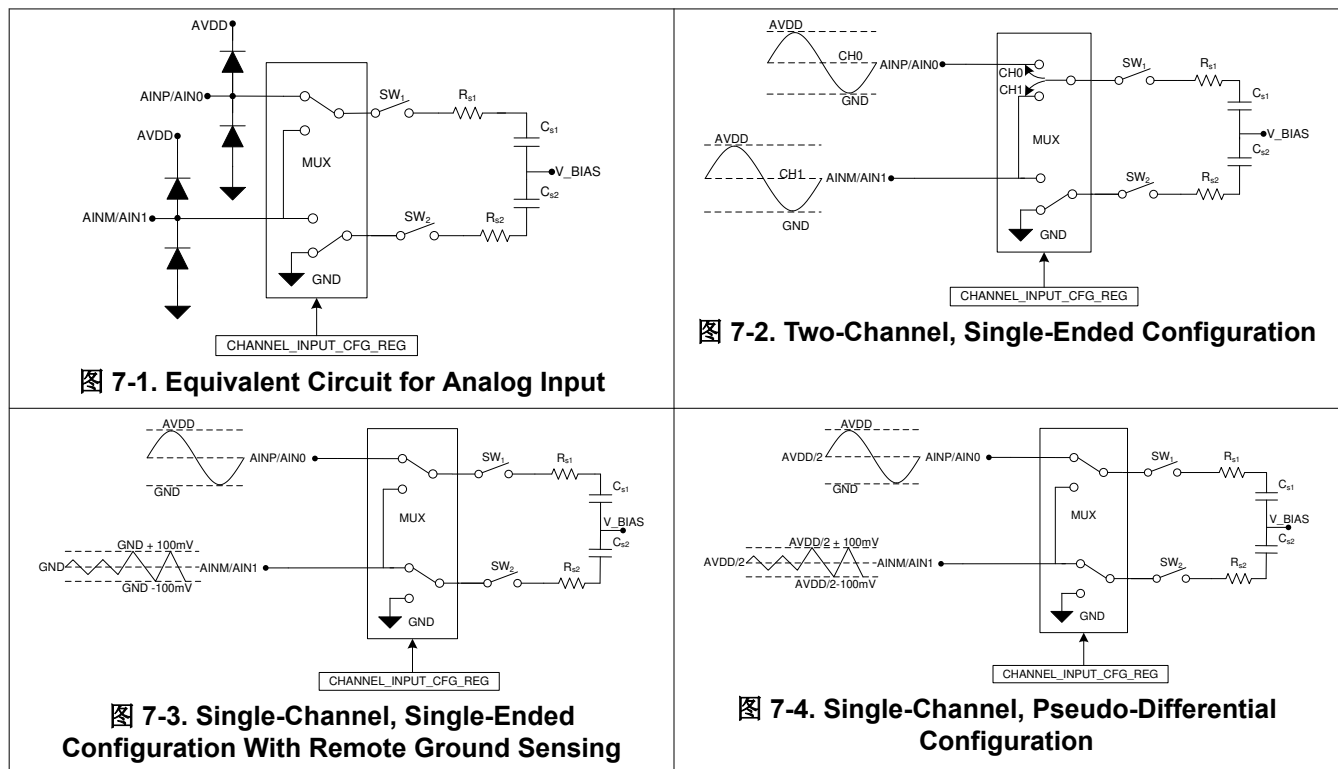 AVDD
AINP/AIN0
AVDD
AINM/AIN1
MUX
GND
SW1
Rs1
Cs1
V_BIAS
Cs2
SW2
Rs2
CHANNEL_INPUT_CFG_REG
图 7-1. Equivalent Circuit for Analog Input
AVDD
CH0
GND
AINP/AIN0
AVDD
CH1
GND
AINM/AIN1
CH0
CH1
MUX
GND
SW1
Rs1
Cs1
V_BIAS
Cs2
SW2
Rs2
CHANNEL_INPUT_CFG_REG
图 7-2. Two-Channel, Single-Ended Configuration
AVDD
GND
AINP/AIN0
GND + 100mV
GND
GND -100mV
AINM/AIN1
MUX
GND
SW1
Rs1
Cs1
V_BIAS
Cs2
SW2
Rs2
CHANNEL_INPUT_CFG_REG
图 7-3. Single-Channel, Single-Ended
Configuration With Remote Ground Sensing
AVDD
AVDD/2
GND
AINP/AIN0
AVDD/2 + 100mV
AVDD/2
AVDD/2-100mV
AINM/AIN1
MUX
GND
SW1
Rs1
Cs1
V_BIAS
Cs2
SW2
Rs2
CHANNEL_INPUT_CFG_REG
图 7-4. Single-Channel, Pseudo-Differential
Configuration